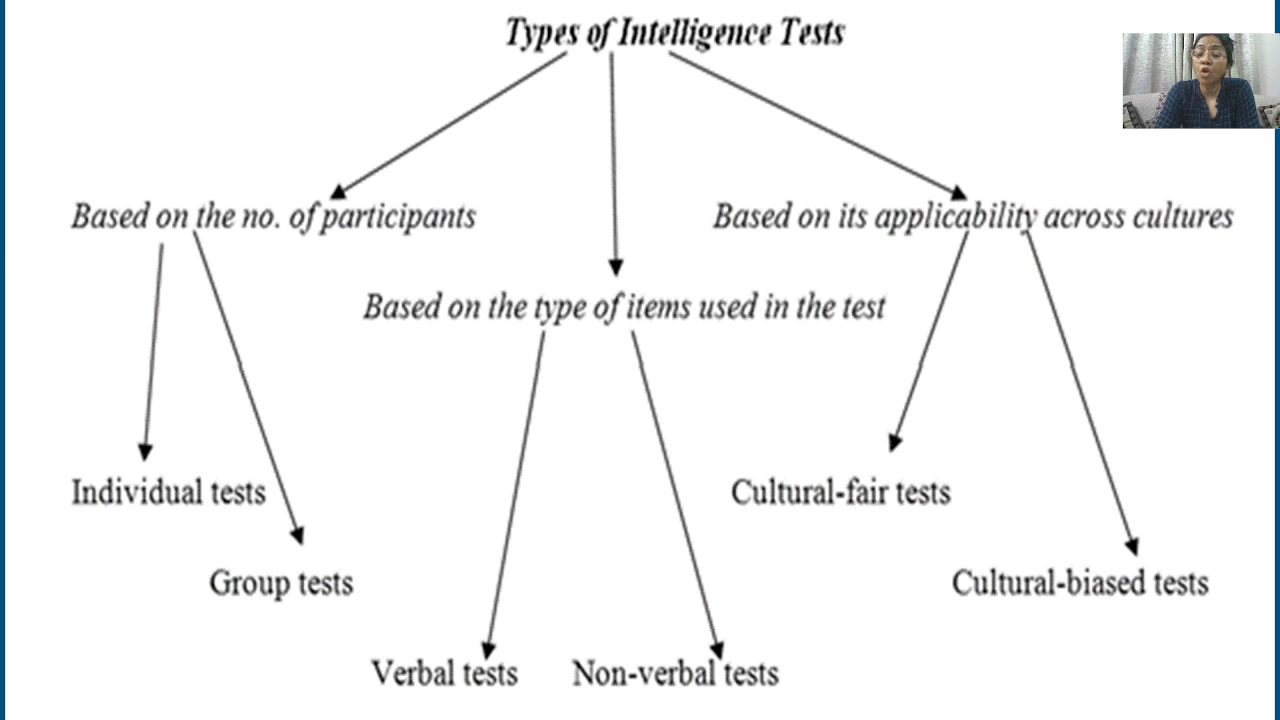 Types of Intelligence Tests
Based on the no. of participants
Based on its applicability across cultures
Based on the type of items used in the test
Individual tests
Cultural-fair tests
Group tests
Cultural-biased tests
Verbal tests
Non-verbal tests